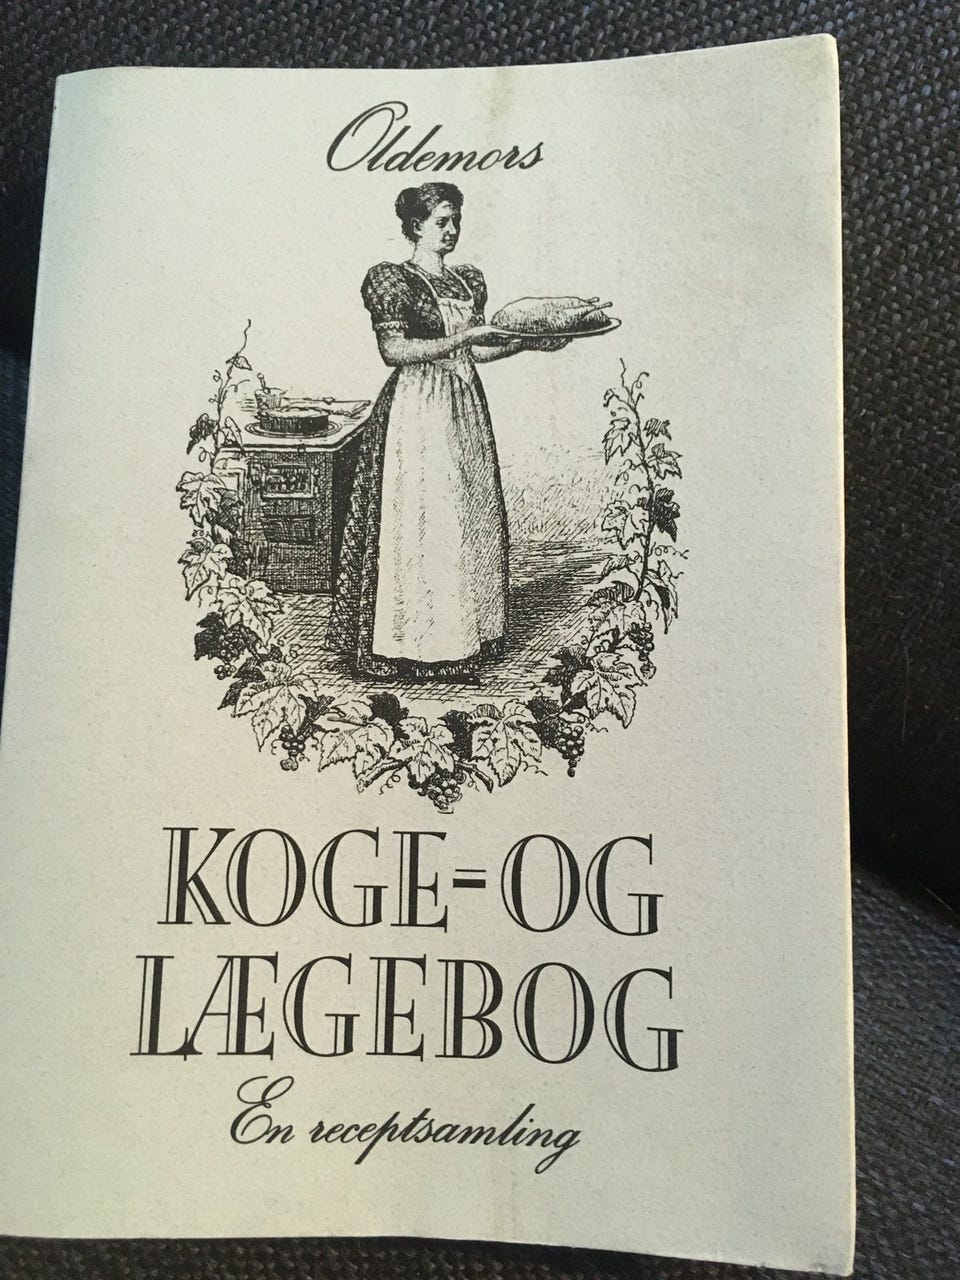 Oldemors
KOGE-OG
LÆGEBOG
En receptsamling